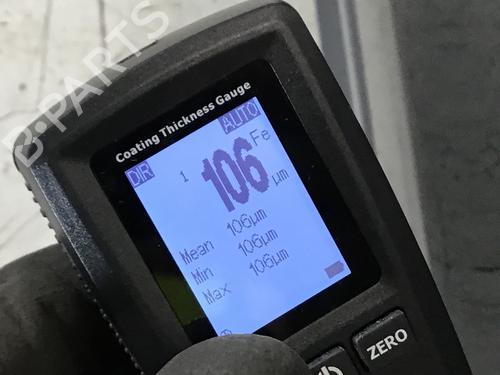 B-PARTS
Coating Thickness Gauge
AUTO
DIR 1 106 Fe
µm
Mean 106µm
Min 106µm
Max 106µm
ZERO